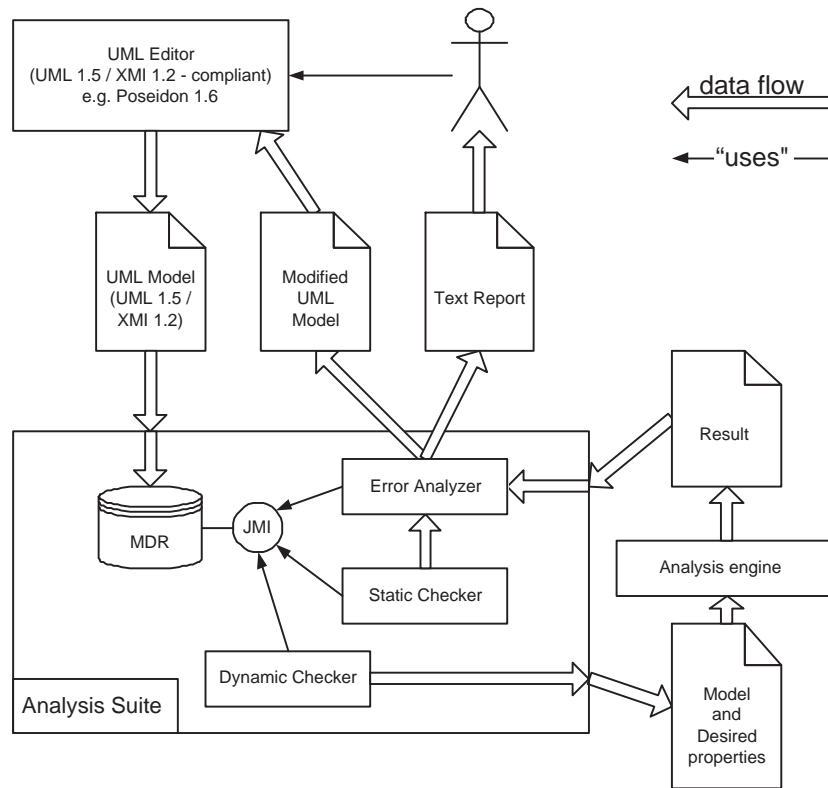 UML Editor
(UML 1.5 / XMI 1.2 - compliant)
e.g. Poseidon 1.6
data flow
“uses"
UML Model
(UML 1.5 /
XMI 1.2)
Modified
UML
Model
Text Report
Result
Error Analyzer
MDR
JMI
Static Checker
Analysis engine
Dynamic Checker
Analysis Suite
Model
and
Desired
properties